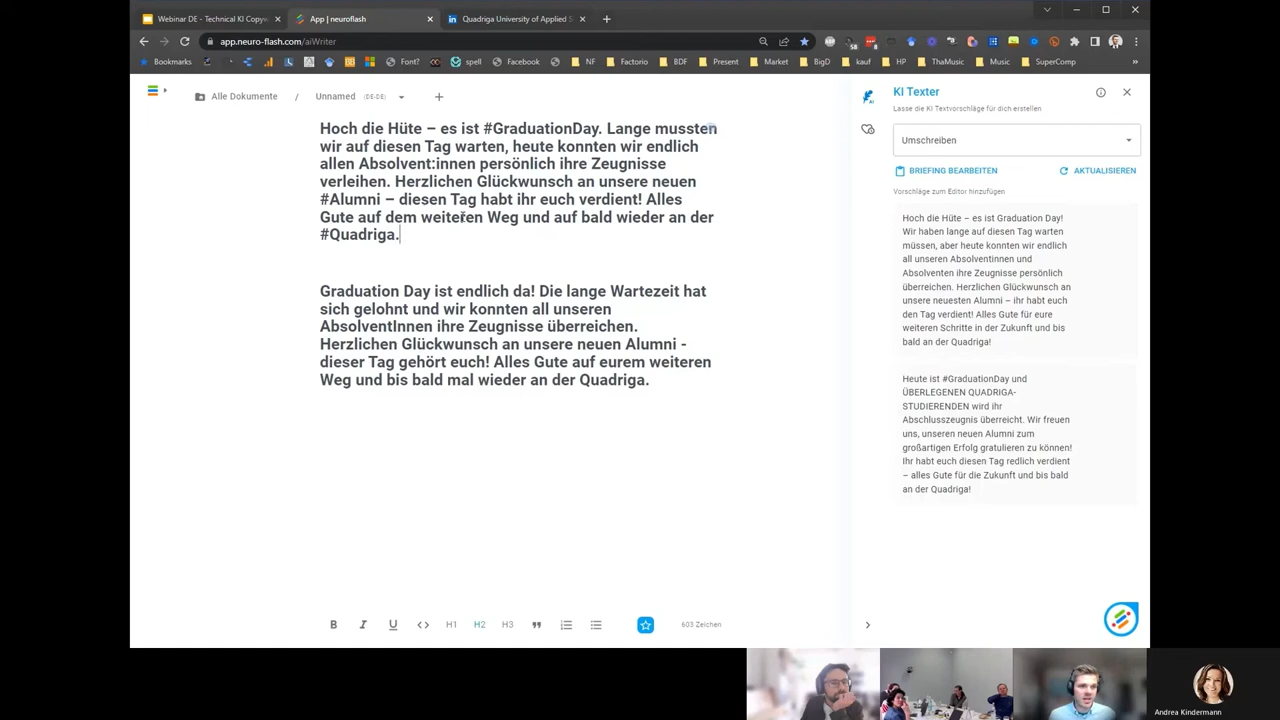 Webinar DE - Technical KI Copyw
App | neuroflash
Quadriga University of Applied S
app.neuro-flash.com/aiWriter
Bookmarks
Font?
spell
Facebook
NF
Factorio
BDF
Present
Market
BigD
kauf
HP
ThaMusic
Music
SuperComp
Alle Dokumente / Unnamed (DE-DE)
Hoch die Hüte – es ist #GraduationDay. Lange mussten
wir auf diesen Tag warten, heute konnten wir endlich
allen Absolvent:innen persönlich ihre Zeugnisse
verleihen. Herzlichen Glückwunsch an unsere neuen
#Alumni – diesen Tag habt ihr euch verdient! Alles
Gute auf dem weiteren Weg und auf bald wieder an der
#Quadriga.
Graduation Day ist endlich da! Die lange Wartezeit hat
sich gelohnt und wir konnten all unseren
AbsolventInnen ihre Zeugnisse überreichen.
Herzlichen Glückwunsch an unsere neuen Alumni -
dieser Tag gehört euch! Alles Gute auf eurem weiteren
Weg und bis bald mal wieder an der Quadriga.
B I U <> H1 H2 H3
603 Zeichen
AI
KI Texter
Lasse die KI Textvorschläge für dich erstellen
Umschreiben
BRIEFING BEARBEITEN
AKTUALISIEREN
Vorschläge zum Editor hinzufügen
Hoch die Hüte – es ist Graduation Day!
Wir haben lange auf diesen Tag warten
müssen, aber heute konnten wir endlich
all unseren Absolventinnen und
Absolventen ihre Zeugnisse persönlich
überreichen. Herzlichen Glückwunsch an
unsere neuesten Alumni – ihr habt euch
den Tag verdient! Alles Gute für eure
weiteren Schritte in der Zukunft und bis
bald an der Quadriga!
Heute ist #GraduationDay und
ÜBERLEGENEN QUADRIGA-
STUDIERENDEN wird ihr
Abschlusszeugnis überreicht. Wir freuen
uns, unseren neuen Alumni zum
großartigen Erfolg gratulieren zu können!
Ihr habt euch diesen Tag redlich verdient
– alles Gute für die Zukunft und bis bald
an der Quadriga!
Andrea Kindermann